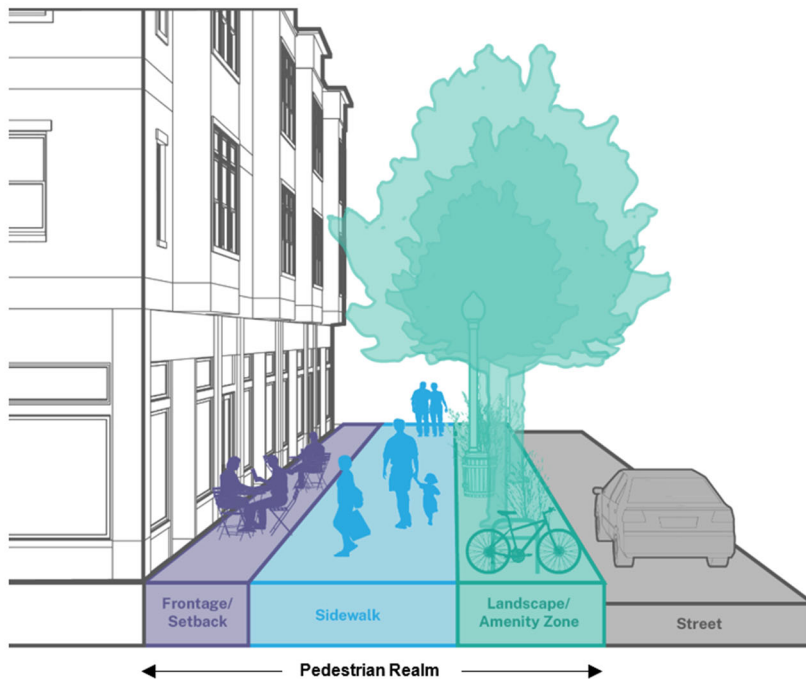 Frontage/
Setback
Sidewalk
Landscape/
Amenity Zone
Street
Pedestrian Realm